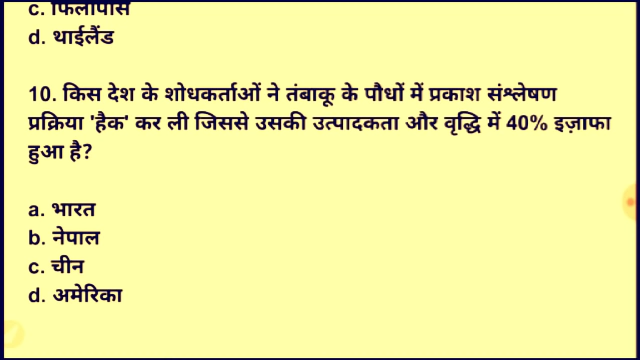 c. फिलीपींस
d. थाईलैंड
10. किस देश के शोधकर्ताओं ने तंबाकू के पौधों में प्रकाश संश्लेषण
प्रक्रिया 'हैक' कर ली जिससे उसकी उत्पादकता और वृद्धि में 40% इज़ाफा
हुआ है?
a. भारत
b. नेपाल
c. चीन
d. अमेरिका